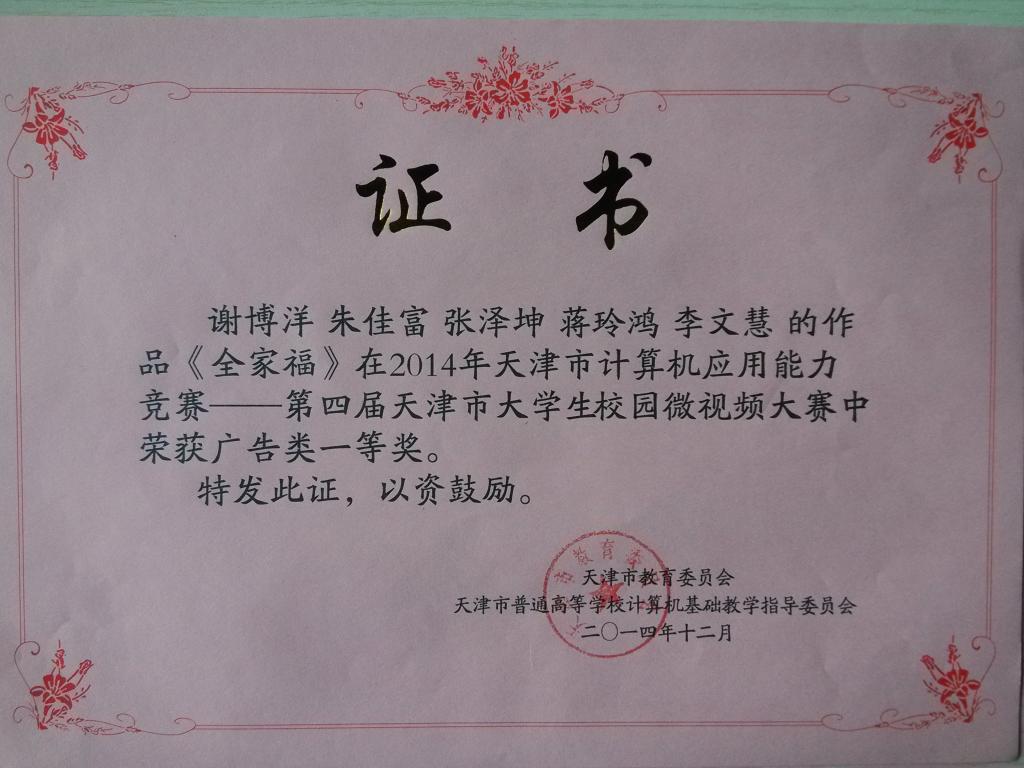 证 书
谢博洋 朱佳富 张泽坤 蒋玲鸿 李文慧 的作
品《全家福》在2014年天津市计算机应用能力
竞赛——第四届天津市大学生校园微视频大赛中
荣获广告类一等奖。
特发此证，以资鼓励。
市教育委
天津市教育委员会
天津市普通高等学校计算机基础教学指导委员会
二〇一四年十二月